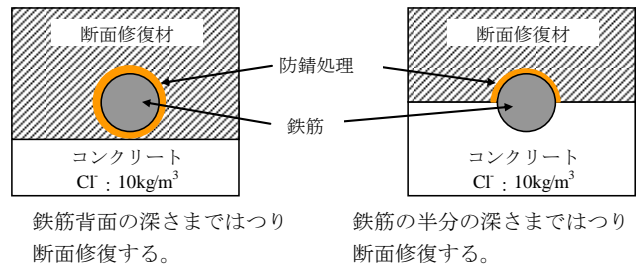 断面修復材
断面修復材
防錆処理
鉄筋
コンクリート
Cl⁻ : 10kg/m³
コンクリート
Cl⁻ : 10kg/m³
鉄筋背面の深さまではつり
断面修復する。
鉄筋の半分の深さまではつり
断面修復する。